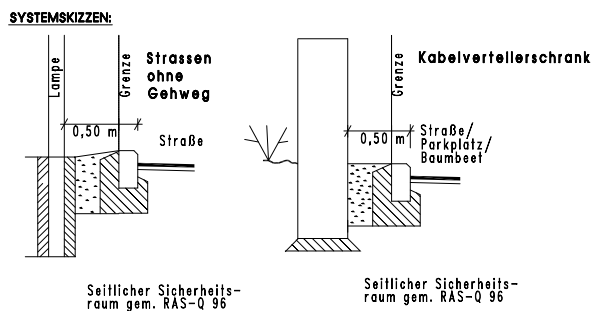 SYSTEMSKIZZEN:
Lampe
Grenze
Strassen
ohne
Gehweg
0,50 m
Straße
Seitlicher Sicherheits-
raum gem. RAS-Q 96
Kabelverteilerschrank
Grenze
0,50 m
Straße/
Parkplatz/
Baumbeet
Seitlicher Sicherheits-
raum gem. RAS-Q 96